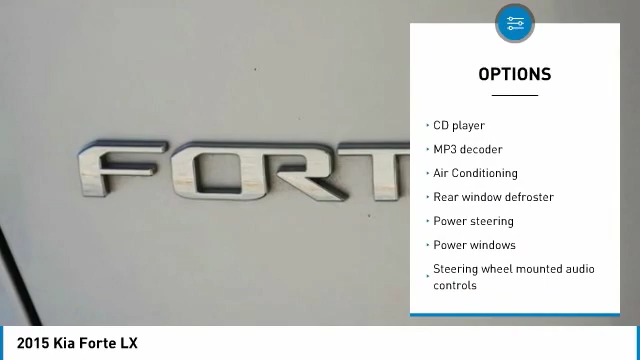 FORT
OPTIONS
CD player
MP3 decoder
Air Conditioning
Rear window defroster
Power steering
Power windows
Steering wheel mounted audio
controls
2015 Kia Forte LX